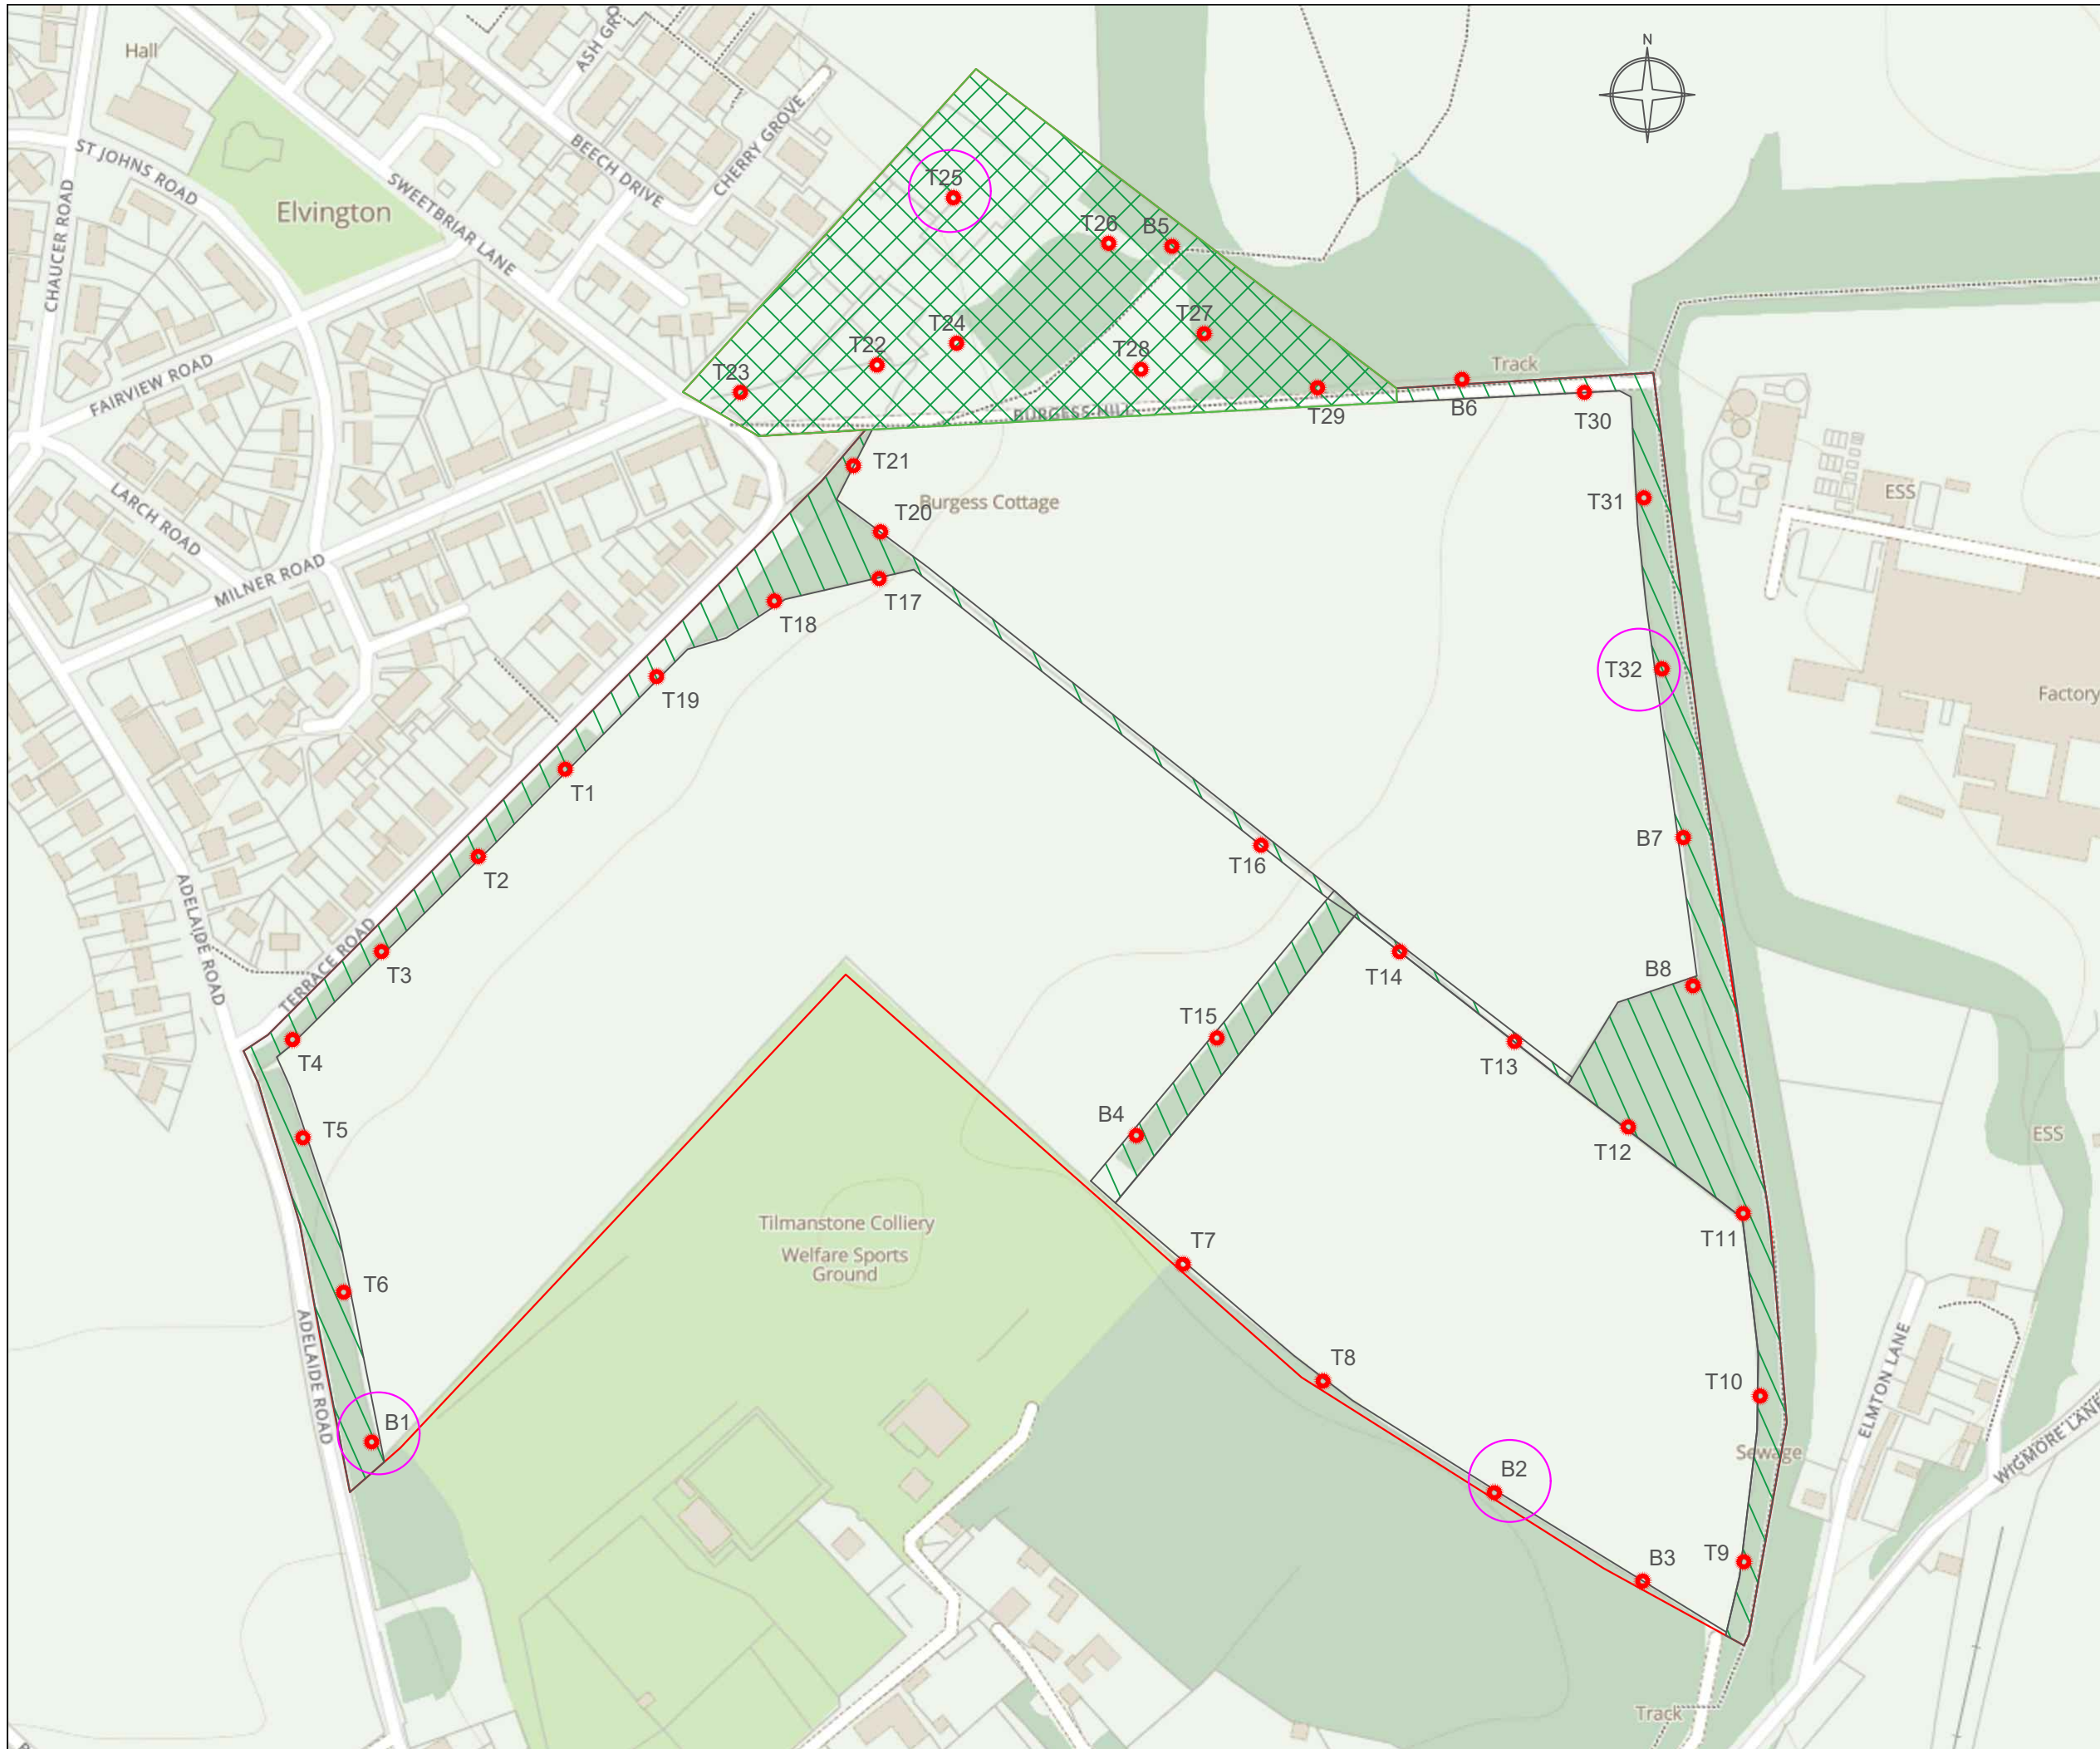 N
Hall
ASH GRO
CHERRY GROVE
BEECH DRIVE
ST JOHNS ROAD
CHAUCER ROAD
Elvington
SWEETBRIAR LANE
T25
T26
B5
T27
T24
T28
T22
T23
FAIRVIEW ROAD
BURGESS HILL
T29
B6
Track
T30
LARCH ROAD
T21
Burgess Cottage
T20
T31
ESS
MILNER ROAD
T17
T18
T19
T32
Factory
T1
T2
T16
B7
ADELAIDE ROAD
TERRACE ROAD
T3
T14
B8
T4
T15
T13
B4
T5
T12
ESS
Tilmanstone Colliery
Welfare Sports
Ground
T7
T11
T6
ADELAIDE ROAD
T8
T10
ELMTON LANE
B1
Sewage
WIGMORE LANE
B2
T9
B3
Track